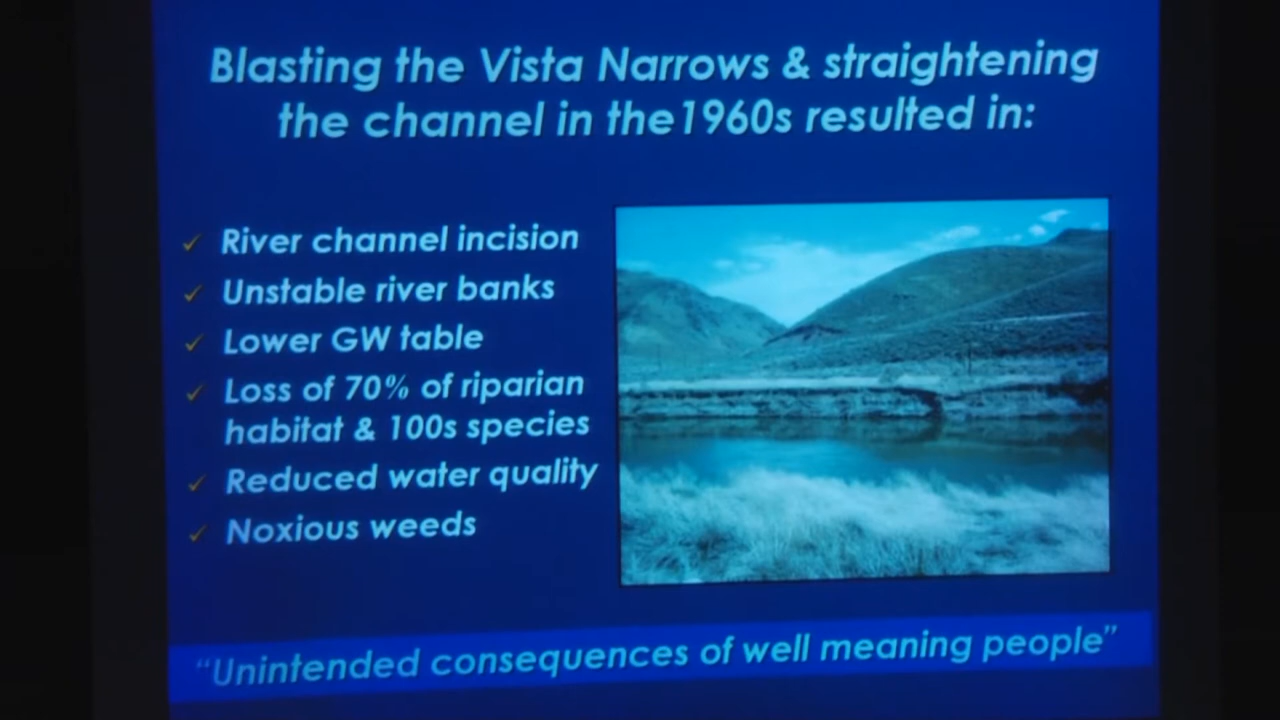 Blasting the Vista Narrows & straightening
the channel in the1960s resulted in:
✓ River channel incision
✓ Unstable river banks
✓ Lower GW table
✓ Loss of 70% of riparian
habitat & 100s species
✓ Reduced water quality
✓ Noxious weeds
“Unintended consequences of well meaning people”